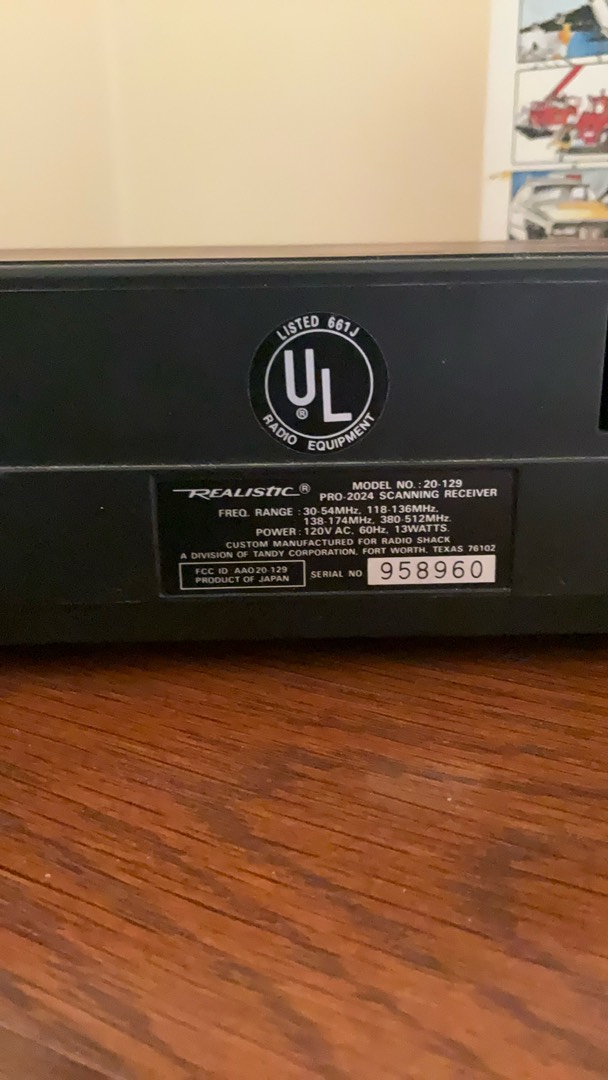 LISTED 661J
UL®
RADIO EQUIPMENT
REALISTIC®
MODEL NO.: 20-129
PRO-2024 SCANNING RECEIVER
FREQ. RANGE : 30-54MHz, 118-136MHz.
138-174MHz, 380-512MHz.
POWER : 120V AC, 60Hz, 13WATTS.
CUSTOM MANUFACTURED FOR RADIO SHACK
A DIVISION OF TANDY CORPORATION, FORT WORTH, TEXAS 76102
FCC ID AAO20-129
PRODUCT OF JAPAN
SERIAL NO 958960